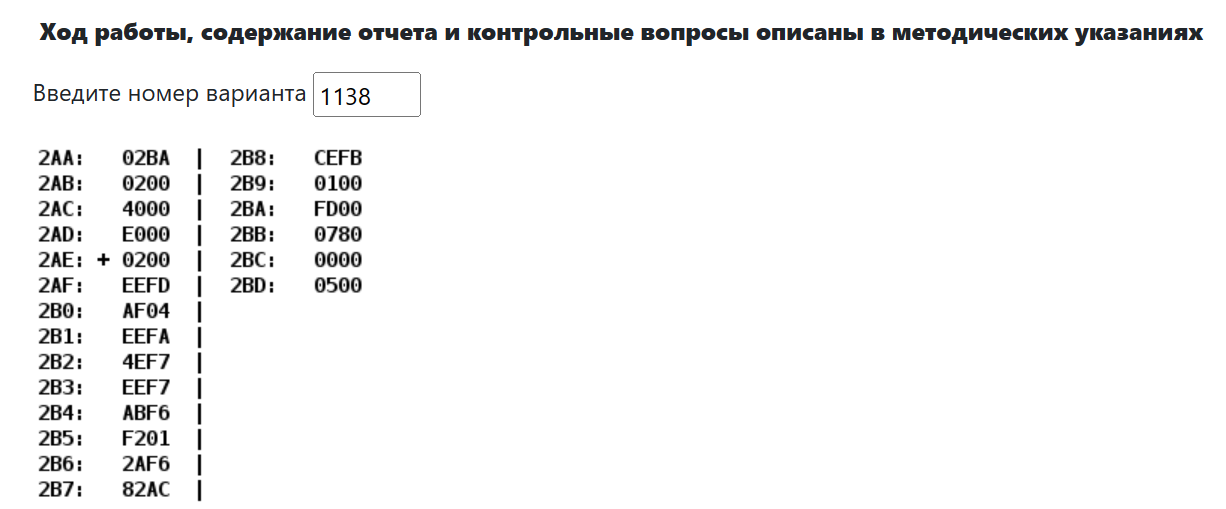 Ход работы, содержание отчета и контрольные вопросы описаны в методических указаниях
Введите номер варианта 1138
2AA: 02BA | 2B8: CEFB
2AB: 0200 | 2B9: 0100
2AC: 4000 | 2BA: FD00
2AD: E000 | 2BB: 0780
2AE: + 0200 | 2BC: 0000
2AF: EEFD | 2BD: 0500
2B0: AF04 |
2B1: EEFA |
2B2: 4EF7 |
2B3: EEF7 |
2B4: ABF6 |
2B5: F201 |
2B6: 2AF6 |
2B7: 82AC |